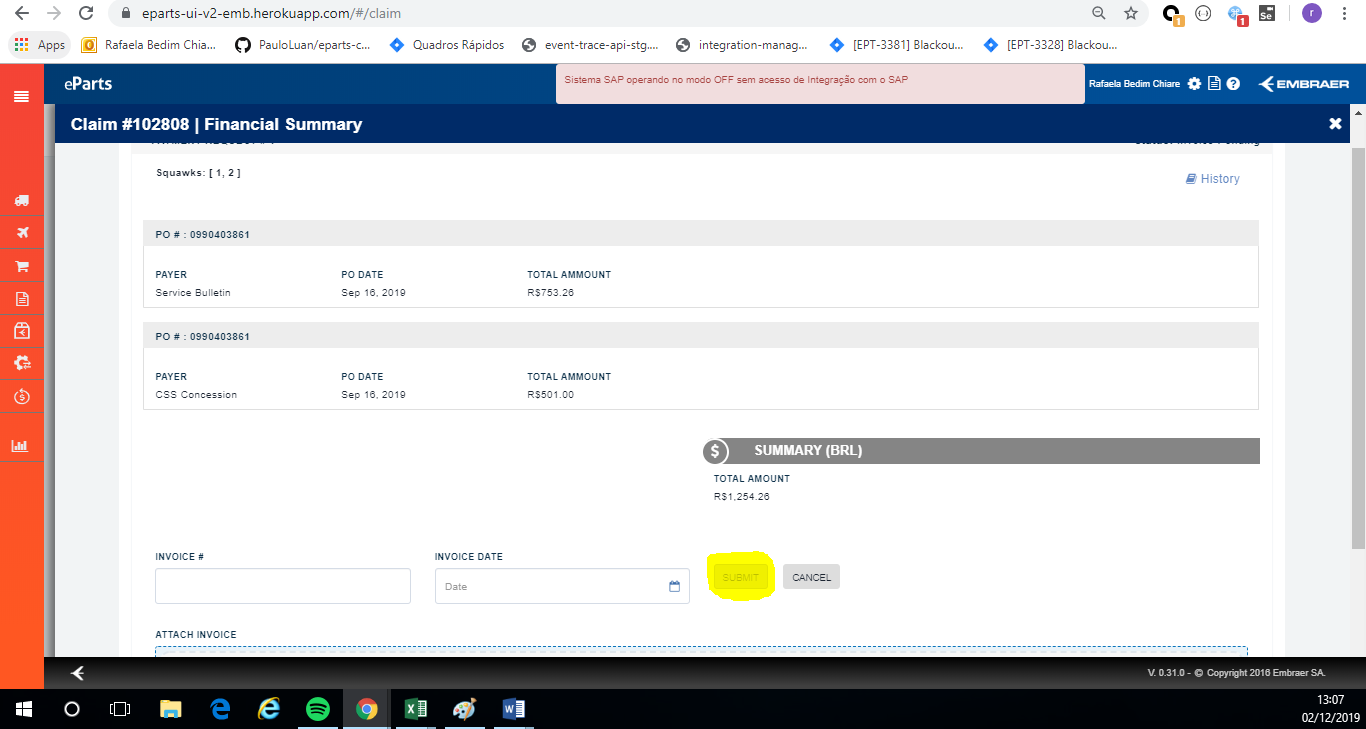 eparts-ui-v2-emb.herokuapp.com/#/claim
1
1
Se
r
Apps
Rafaela Bedim Chia...
PauloLuan/eparts-c...
Quadros Rápidos
event-trace-api-stg....
integration-manag...
[EPT-3381] Blackou...
[EPT-3328] Blackou...
eParts
Sistema SAP operando no modo OFF sem acesso de Integração com o SAP
Rafaela Bedim Chiare
EMBRAER
Claim #102808 | Financial Summary
Squawks: [ 1, 2 ]
History
PO # : 0990403861
PAYER PO DATE TOTAL AMMOUNT
Service Bulletin Sep 16, 2019 R$753.26
PO # : 0990403861
PAYER PO DATE TOTAL AMMOUNT
CSS Concession Sep 16, 2019 R$501.00
$ SUMMARY (BRL)
TOTAL AMOUNT
R$1,254.26
INVOICE # INVOICE DATE
Date
SUBMIT
CANCEL
ATTACH INVOICE
V. 0.31.0 - © Copyright 2016 Embraer SA.
13:07
02/12/2019